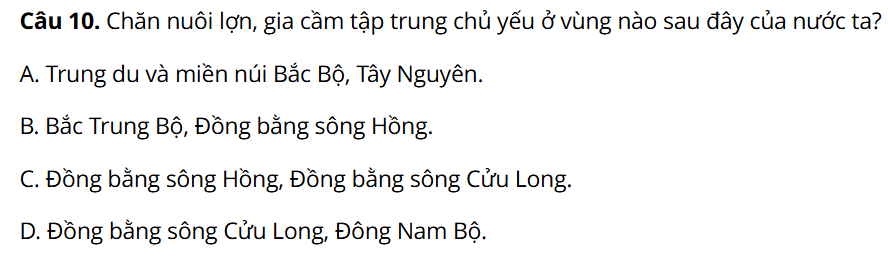 Câu 10. Chăn nuôi lợn, gia cầm tập trung chủ yếu ở vùng nào sau đây của nước ta?
A. Trung du và miền núi Bắc Bộ, Tây Nguyên.
B. Bắc Trung Bộ, Đồng bằng sông Hồng.
C. Đồng bằng sông Hồng, Đồng bằng sông Cửu Long.
D. Đồng bằng sông Cửu Long, Đông Nam Bộ.